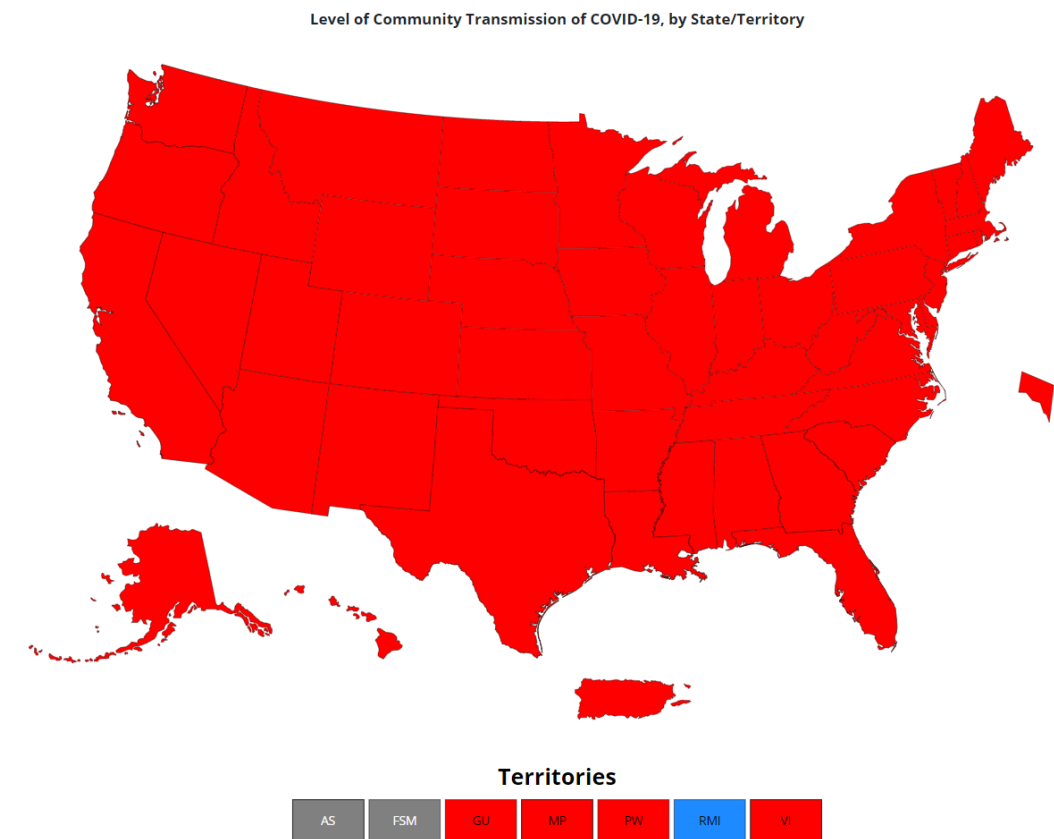 Level of Community Transmission of COVID-19, by State/Territory
Territories
AS FSM GU MP PW RMI VI